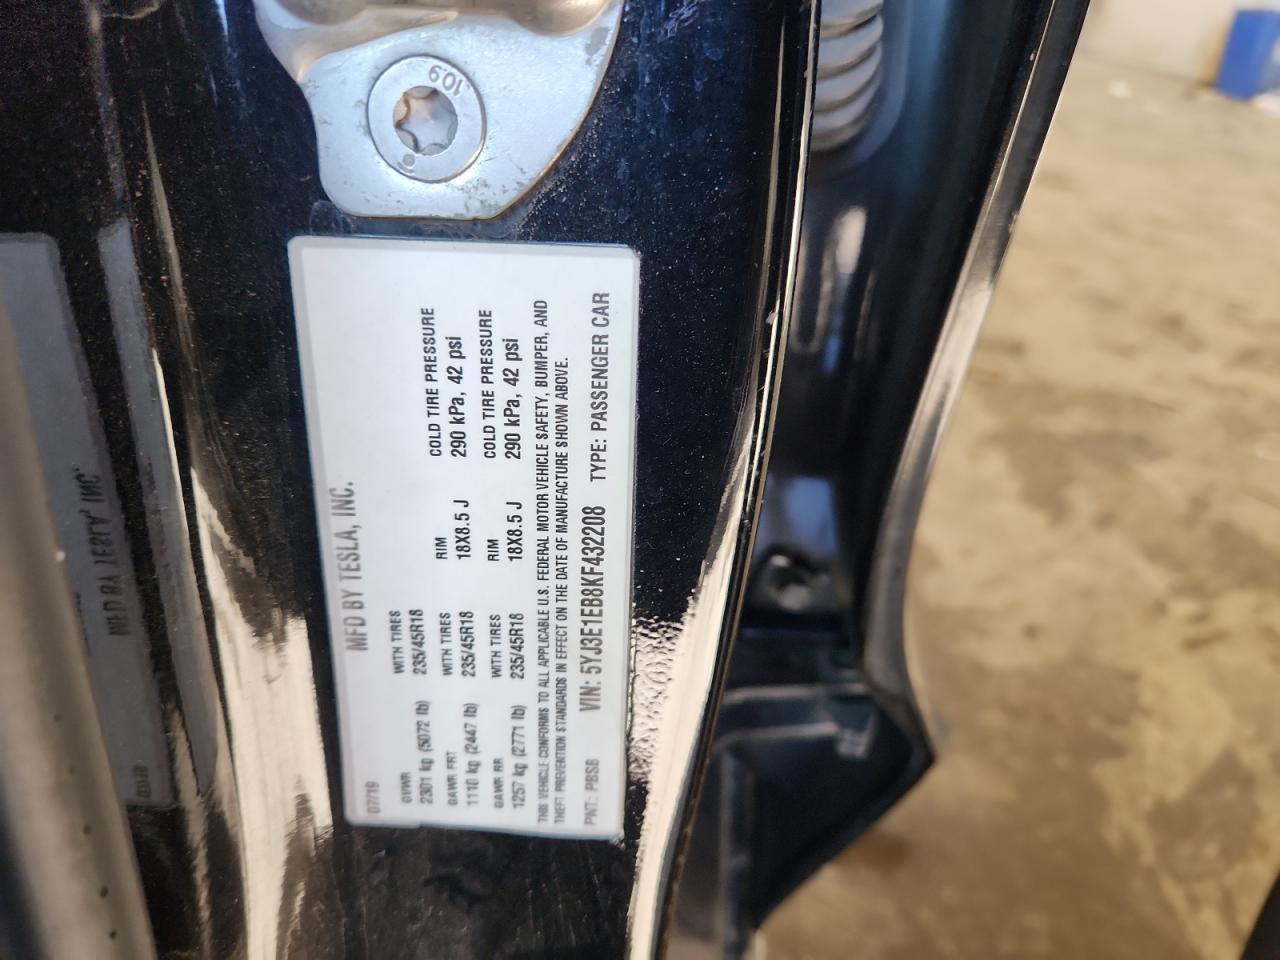 10.9
MFD BY TESLA, INC.
07/19
GVWR WITH TIRES
2301 kg (5072 lb) 235/45R18
GAWR FRT WITH TIRES RIM COLD TIRE PRESSURE
1110 kg (2447 lb) 235/45R18 18X8.5 J 290 kPa, 42 psi
GAWR RR WITH TIRES RIM COLD TIRE PRESSURE
1257 kg (2771 lb) 235/45R18 18X8.5 J 290 kPa, 42 psi
THIS VEHICLE CONFORMS TO ALL APPLICABLE U.S. FEDERAL MOTOR VEHICLE SAFETY, BUMPER, AND
THEFT PREVENTION STANDARDS IN EFFECT ON THE DATE OF MANUFACTURE SHOWN ABOVE.
PNT: PBSB VIN: 5YJ3E1EB8KF432208 TYPE: PASSENGER CAR